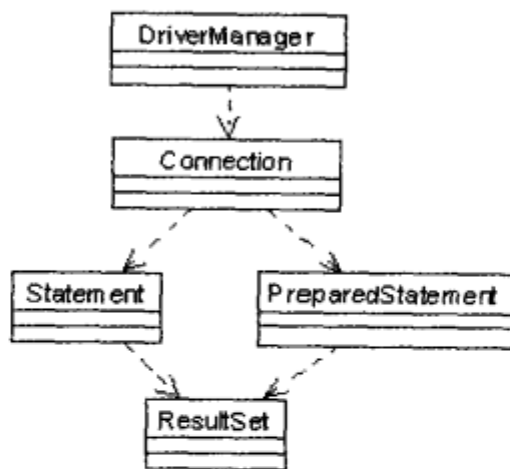 DriverManager
Connection
Statement
PreparedStatement
ResultSet